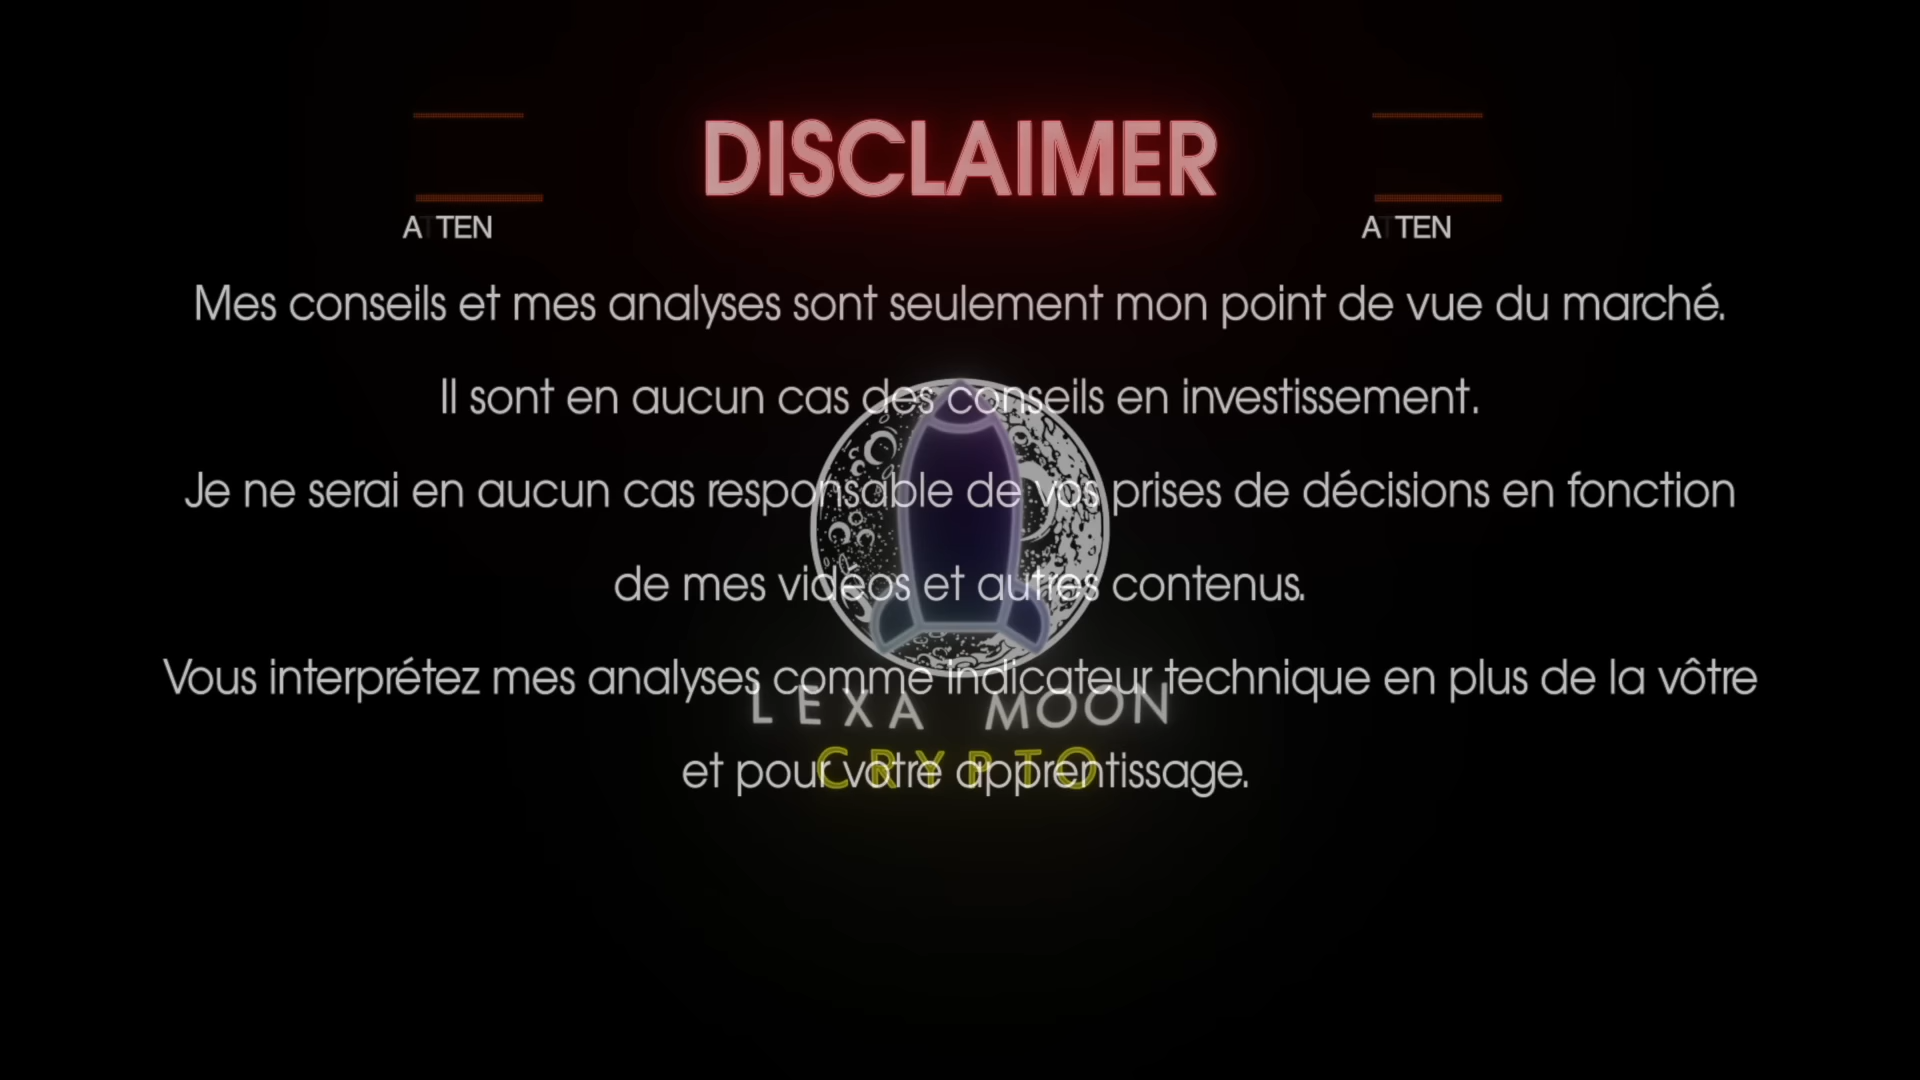 DISCLAIMER
ATTEN ATTEN
Mes conseils et mes analyses sont seulement mon point de vue du marché.
Il sont en aucun cas des conseils en investissement.
Je ne serai en aucun cas responsable de vos prises de décisions en fonction
de mes vidéos et autres contenus.
Vous interprétez mes analyses comme indicateur technique en plus de la vôtre
LEXA MOON
et pour votre apprentissage.
CRYPTO